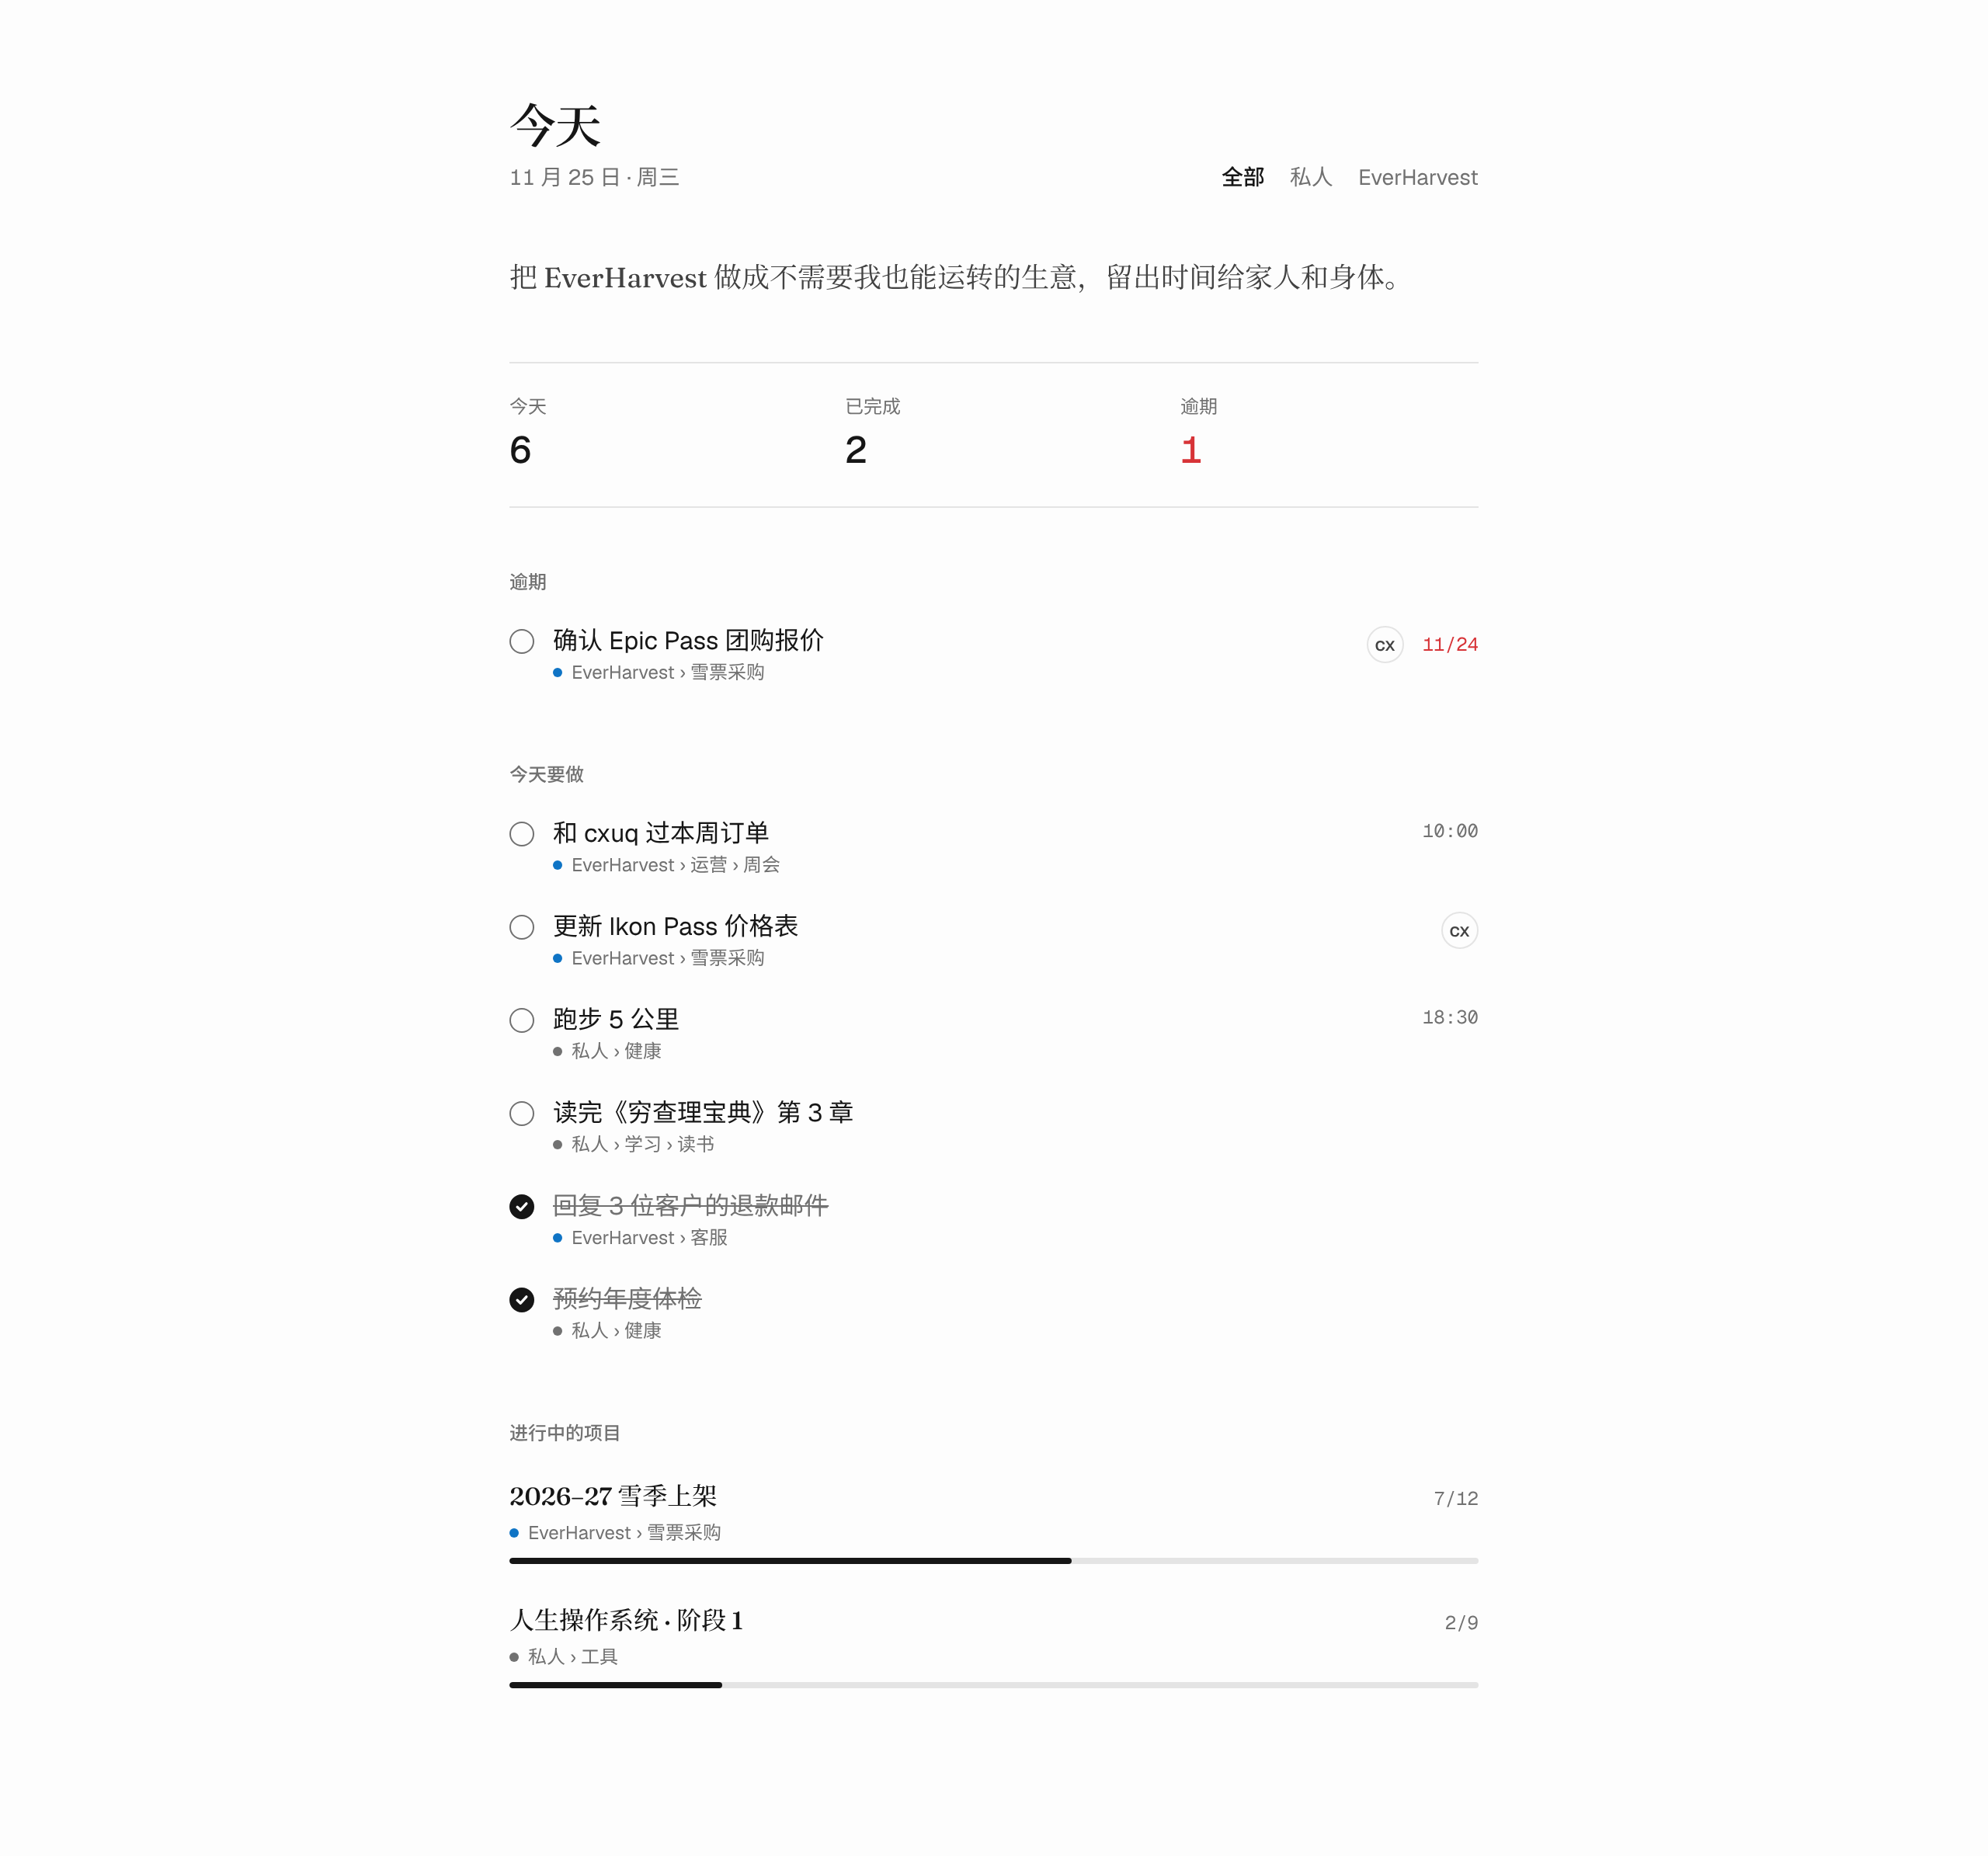 今天
11 月 25 日 · 周三
全部 私人 EverHarvest
把 EverHarvest 做成不需要我也能运转的生意，留出时间给家人和身体。
今天 已完成 逾期
6 2 1
逾期
确认 Epic Pass 团购报价 cx 11/24
EverHarvest › 雪票采购
今天要做
和 cxuq 过本周订单 10:00
EverHarvest › 运营 › 周会
更新 Ikon Pass 价格表 cx
EverHarvest › 雪票采购
跑步 5 公里 18:30
私人 › 健康
读完《穷查理宝典》第 3 章
私人 › 学习 › 读书
回复 3 位客户的退款邮件
EverHarvest › 客服
预约年度体检
私人 › 健康
进行中的项目
2026–27 雪季上架 7/12
EverHarvest › 雪票采购
人生操作系统 · 阶段 1 2/9
私人 › 工具